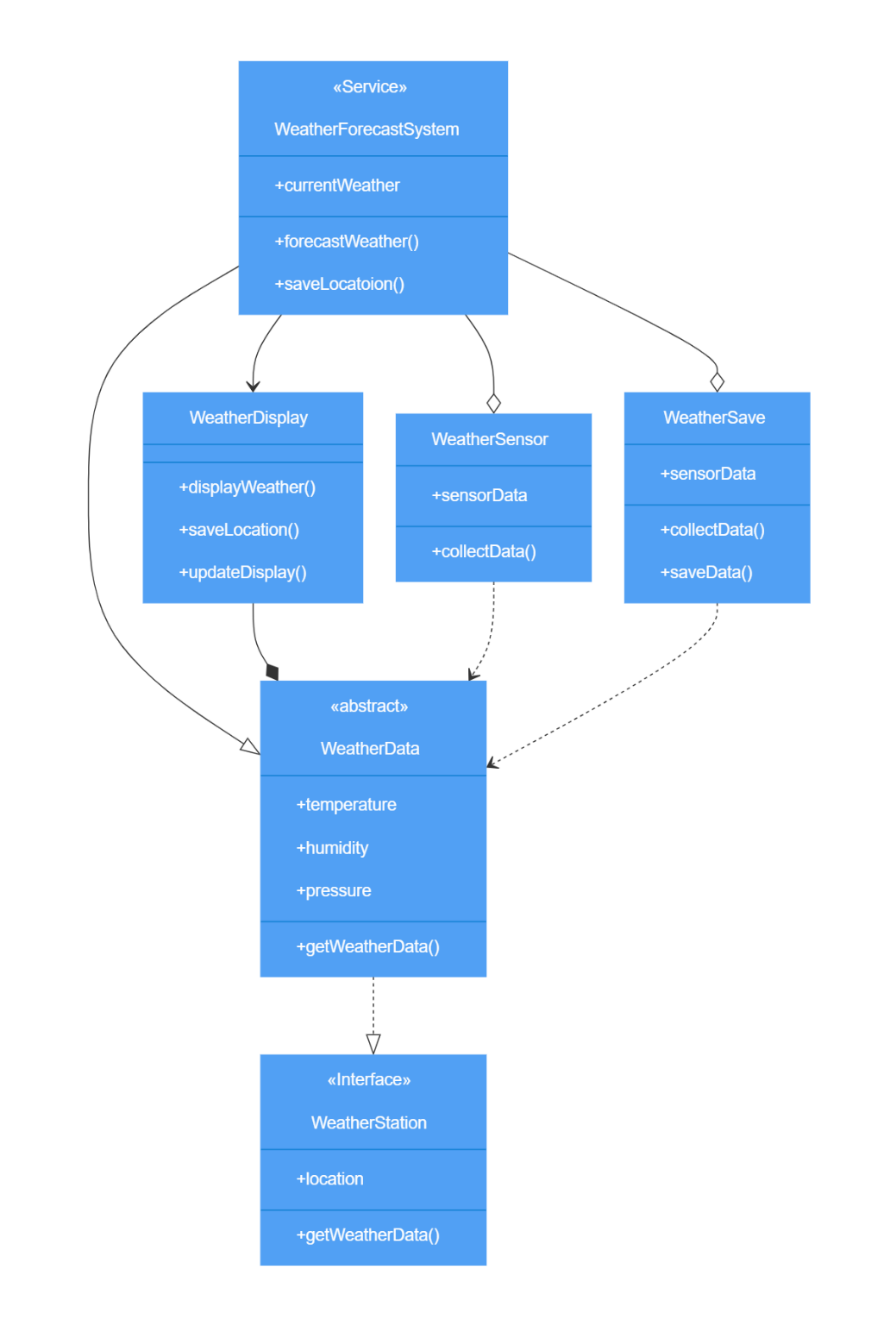 «Service»
WeatherForecastSystem
+currentWeather
+forecastWeather()
+saveLocatoion()
WeatherDisplay
+displayWeather()
+saveLocation()
+updateDisplay()
WeatherSensor
+sensorData
+collectData()
WeatherSave
+sensorData
+collectData()
+saveData()
«abstract»
WeatherData
+temperature
+humidity
+pressure
+getWeatherData()
«Interface»
WeatherStation
+location
+getWeatherData()